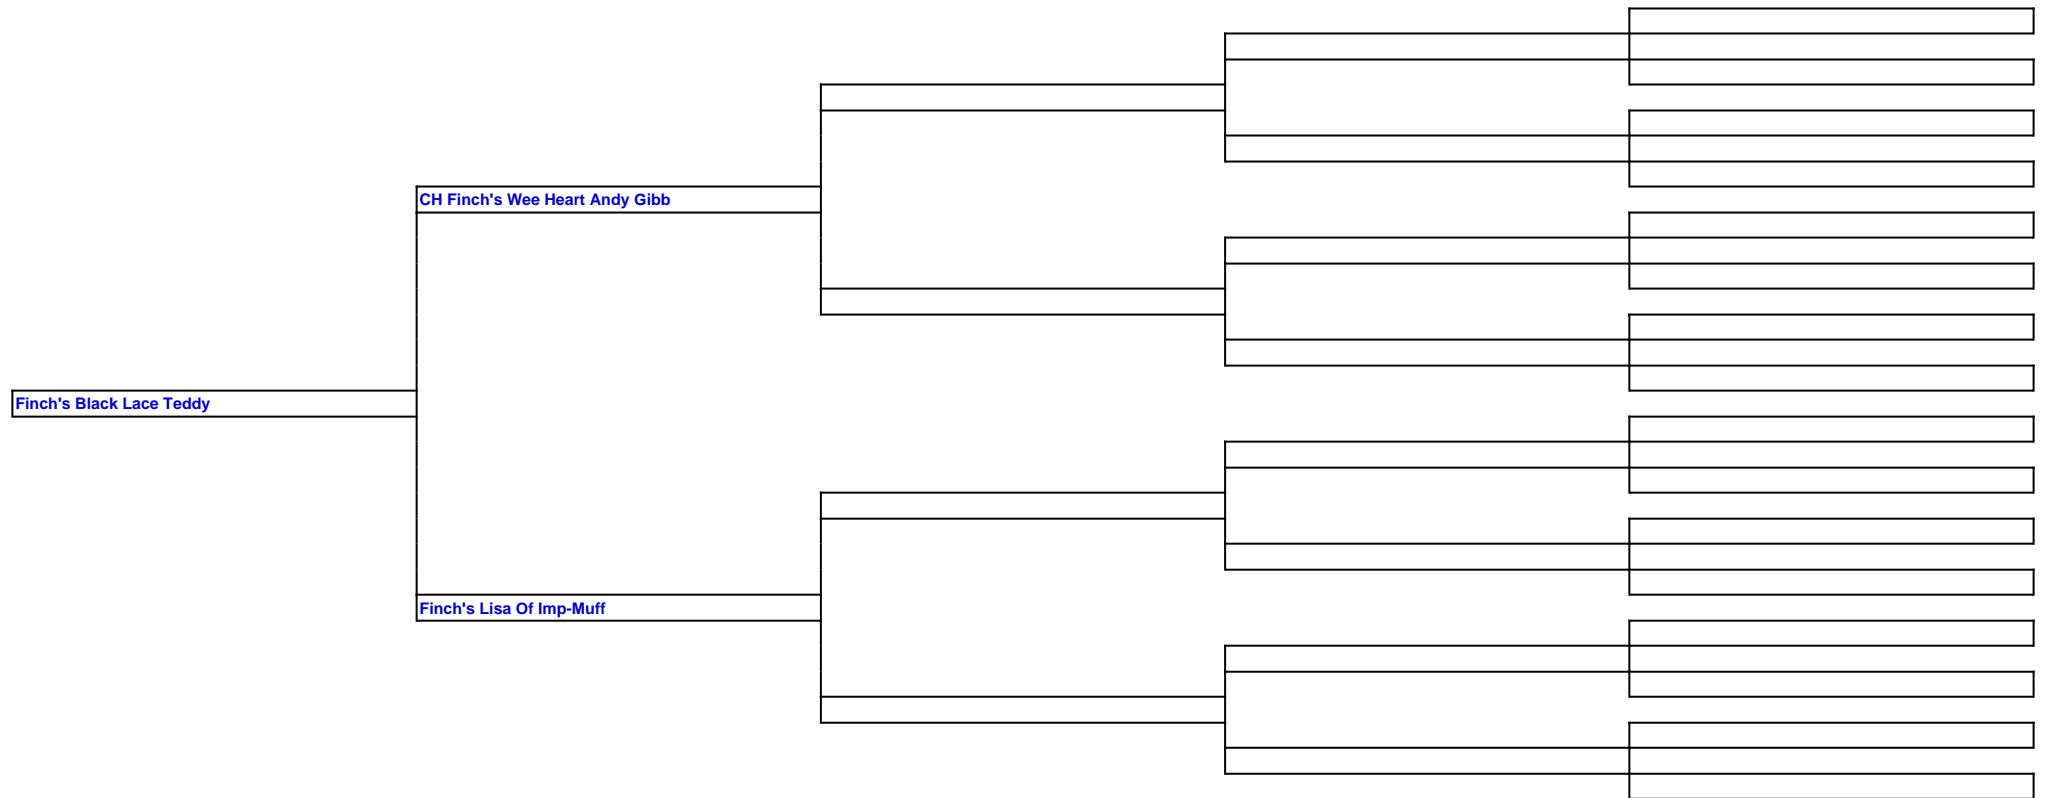 CH Finch's Wee Heart Andy Gibb
Finch's Black Lace Teddy
Finch's Lisa Of Imp-Muff